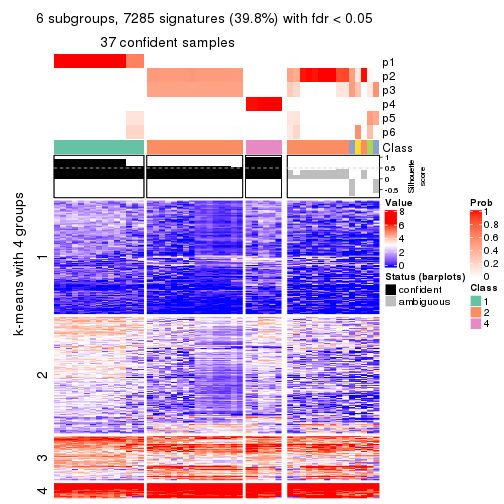 6 subgroups, 7285 signatures (39.8%) with fdr < 0.05
37 confident samples
p1
p2
p3
p4
p5
p6
Class
1
0.5
0
-0.5
Silhouette
score
k-means with 4 groups
1
2
3
4
Value
8
6
4
2
0
Status (barplots)
confident
ambiguous
Prob
1
0.8
0.6
0.4
0.2
0
Class
1
2
4